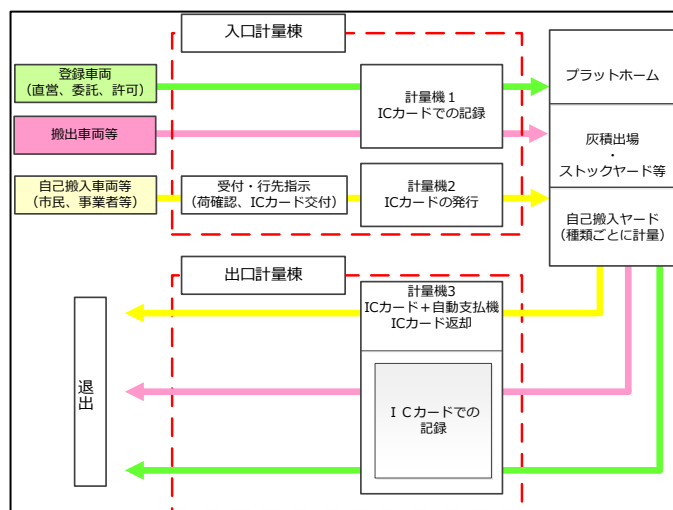 入口計量棟
登録車両
（直営、委託、許可）
計量機１
ICカードでの記録
プラットホーム
搬出車両等
灰積出場
・
ストックヤード等
自己搬入車両等
（市民、事業者等）
受付・行先指示
（荷確認、ICカード交付）
計量機2
ICカードの発行
自己搬入ヤード
（種類ごとに計量）
出口計量棟
計量機3
ICカード＋自動支払機
ICカード返却
退出
ＩＣカードでの
記録